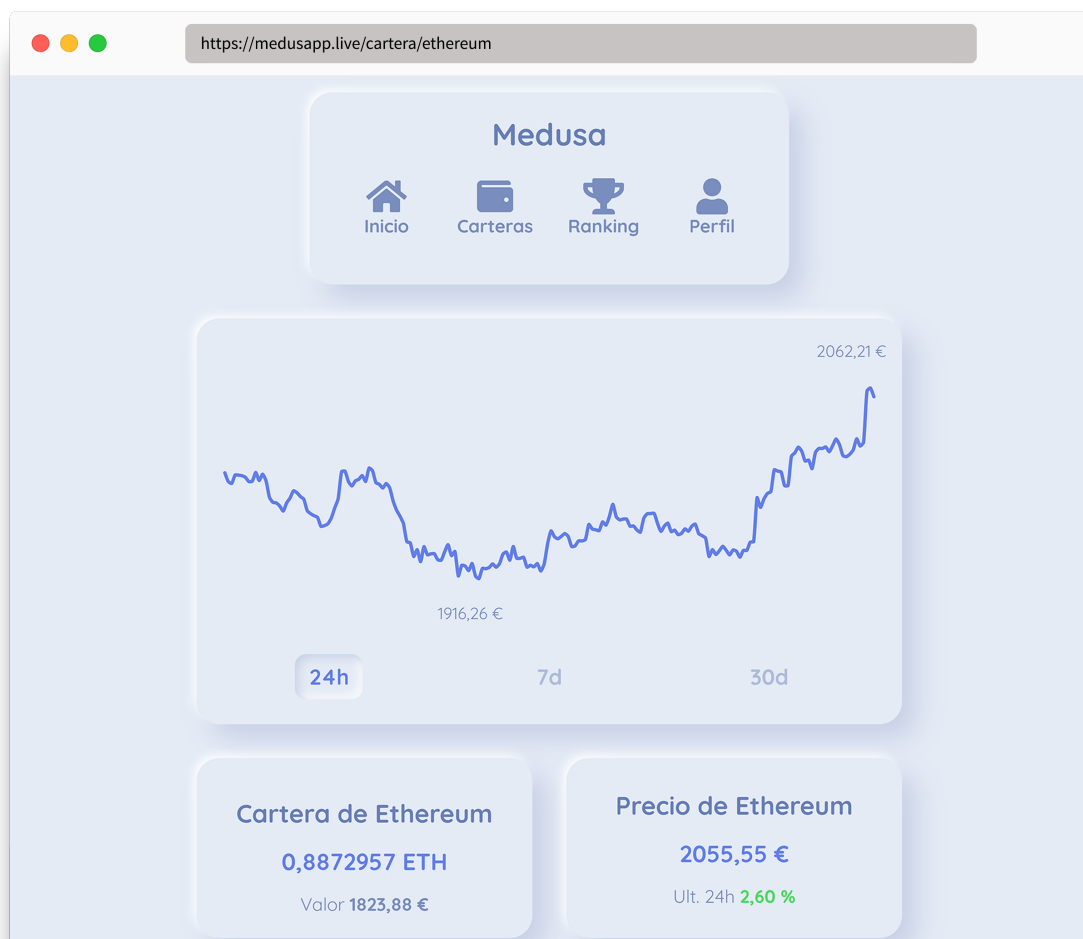 https://medusapp.live/cartera/ethereum
Medusa
Inicio Carteras Ranking Perfil
2062,21 €
1916,26 €
24h 7d 30d
Cartera de Ethereum
0,8872957 ETH
Valor 1823,88 €
Precio de Ethereum
2055,55 €
Ult. 24h 2,60 %